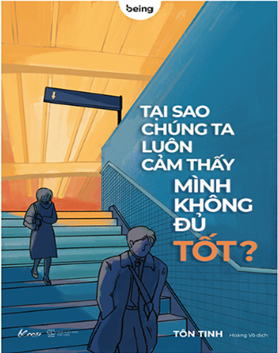 being
TẠI SAO
CHÚNG TA
LUÔN
CẢM THẤY
MÌNH
KHÔNG
ĐỦ
TỐT?
TÔN TINH
Hoàng Vũ dịch